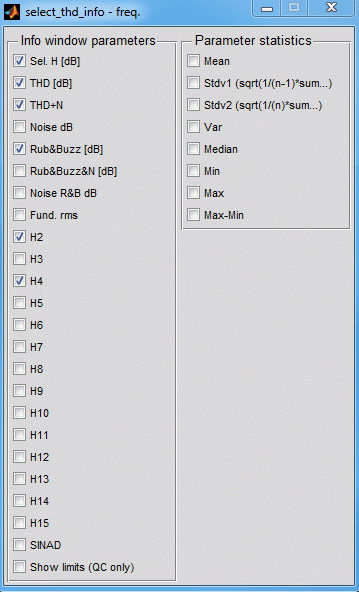 select_thd_info - freq.
Info window parameters
Sel. H [dB]
THD [dB]
THD+N
Noise dB
Rub&Buzz [dB]
Rub&Buzz&N [dB]
Noise R&B dB
Fund. rms
H2
H3
H4
H5
H6
H7
H8
H9
H10
H11
H12
H13
H14
H15
SINAD
Show limits (QC only)
Parameter statistics
Mean
Stdv1 (sqrt(1/(n-1)*sum...)
Stdv2 (sqrt(1/(n)*sum...)
Var
Median
Min
Max
Max-Min